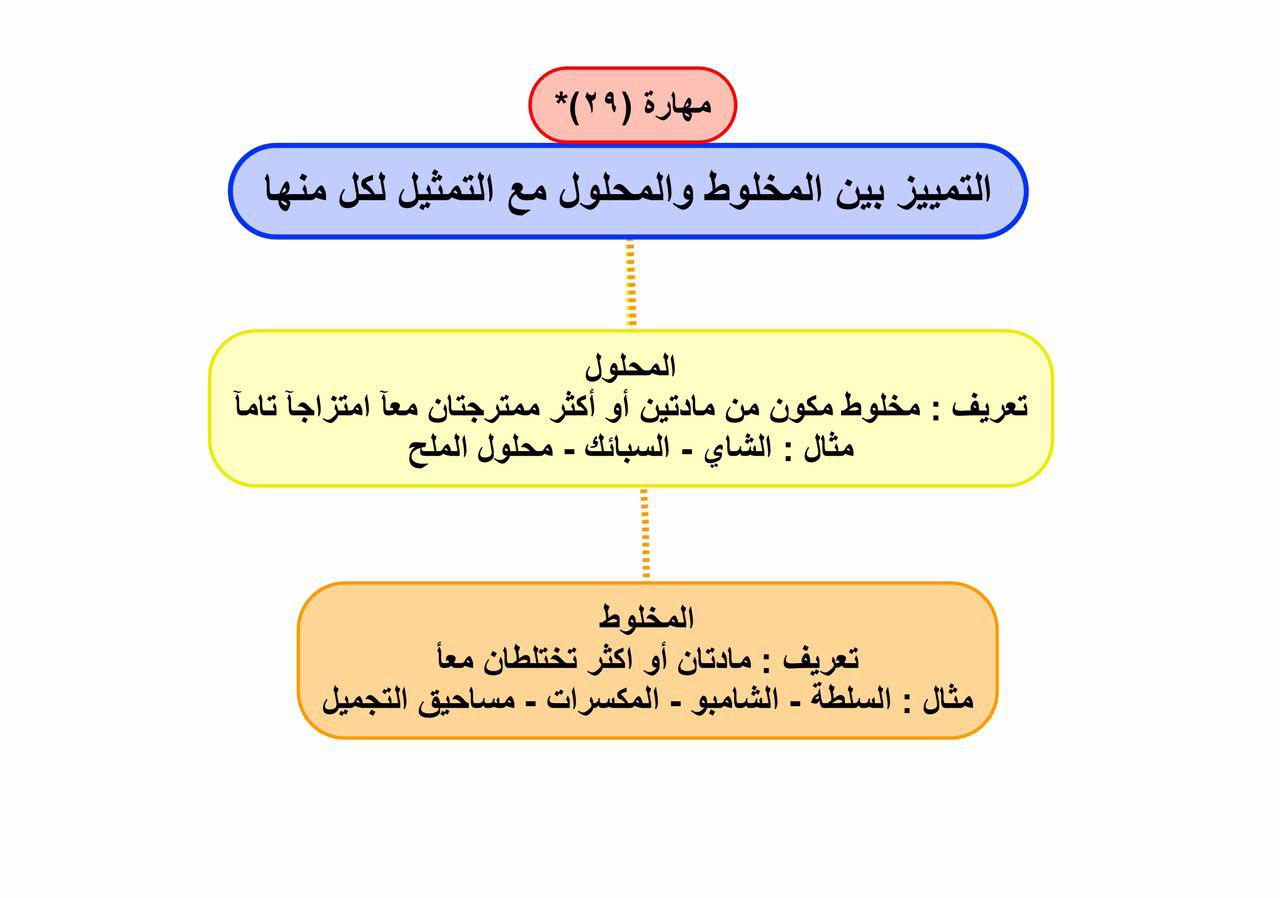 مهارة (٢٩)*
التمييز بين المخلوط والمحلول مع التمثيل لكل منها
المحلول
تعريف : مخلوط مكون من مادتين أو أكثر ممترجتان معآ امتزاجآ تامآ
مثال : الشاي - السبائك - محلول الملح
المخلوط
تعريف : مادتان أو اكثر تختلطان معأ
مثال : السلطة - الشامبو - المكسرات - مساحيق التجميل